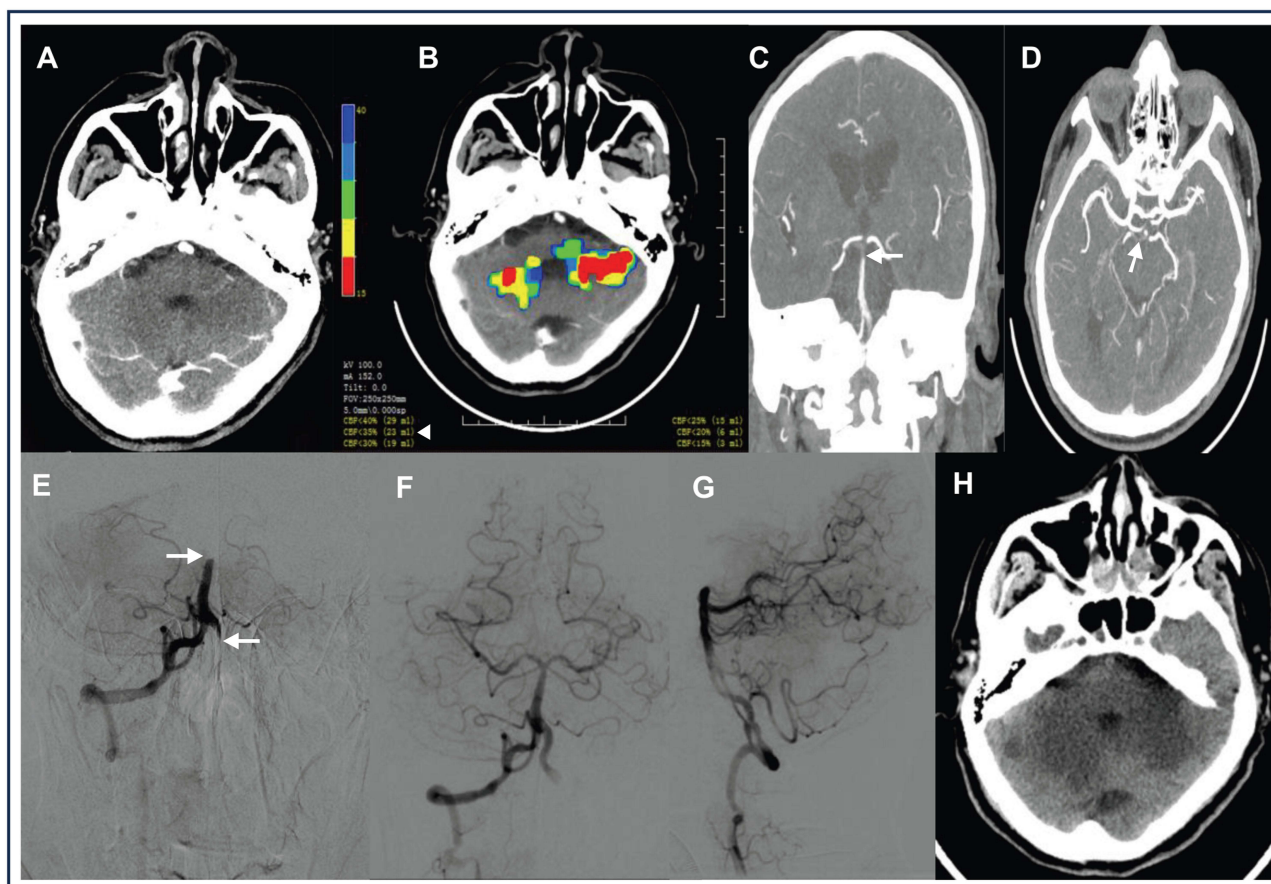 A
B
C
D
40
15
kV 100.0
mA 152.0
Tilt: 0.0
FOV:250x250mm
5.0mm\0.000sp
CBF<40% (29 ml)
CBF<35% (23 ml)
CBF<30% (19 ml)
CBF<25% (15 ml)
CBF<20% (6 ml)
CBF<15% (3 ml)
E
F
G
H